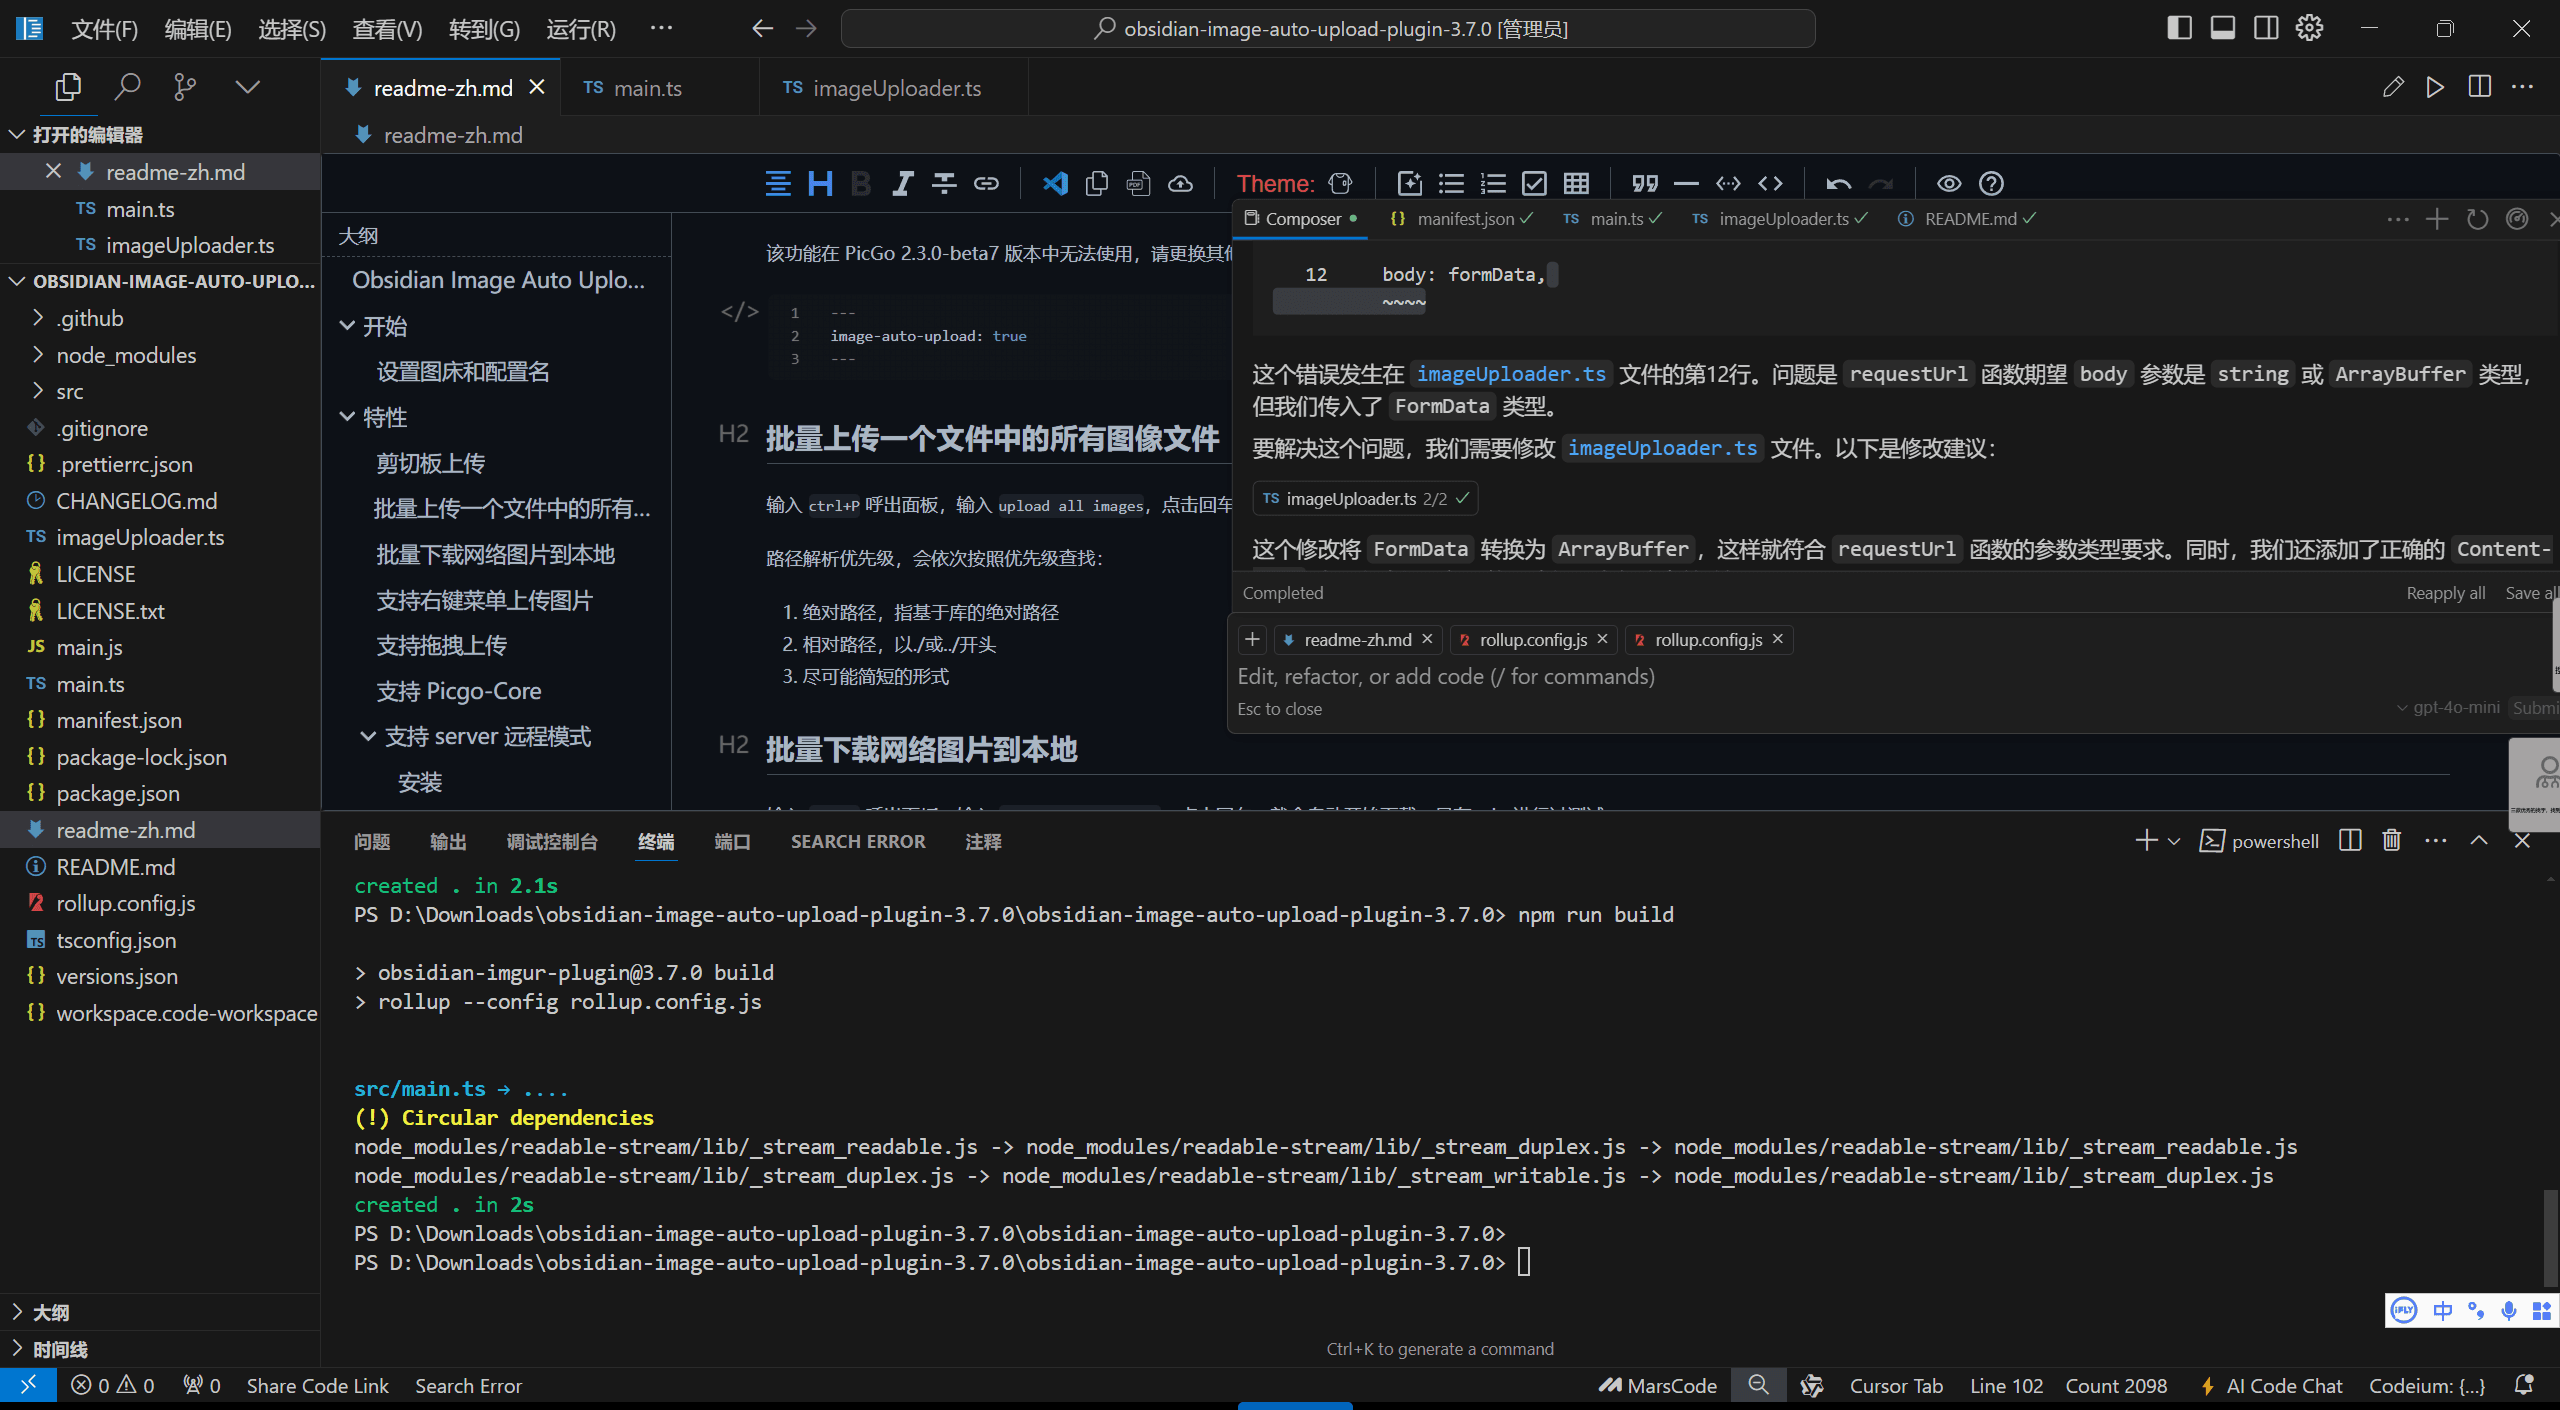 文件(F) 编辑(E) 选择(S) 查看(V) 转到(G) 运行(R) ··· obsidian-image-auto-upload-plugin-3.7.0 [管理员]
readme-zh.md TS main.ts TS imageUploader.ts
打开的编辑器
readme-zh.md
TS main.ts
TS imageUploader.ts
OBSIDIAN-IMAGE-AUTO-UPLO...
.github
node_modules
src
.gitignore
{} .prettierrc.json
CHANGELOG.md
TS imageUploader.ts
LICENSE
LICENSE.txt
JS main.js
TS main.ts
{} manifest.json
{} package-lock.json
{} package.json
readme-zh.md
README.md
rollup.config.js
TS tsconfig.json
{} versions.json
{} workspace.code-workspace
大纲
时间线
readme-zh.md
H B I Theme:
大纲
Obsidian Image Auto Uplo...
开始
设置图床和配置名
特性
剪切板上传
批量上传一个文件中的所有...
批量下载网络图片到本地
支持右键菜单上传图片
支持拖拽上传
支持 Picgo-Core
支持 server 远程模式
安装
该功能在 PicGo 2.3.0-beta7 版本中无法使用，请更换其他
</> 1 ---
2 image-auto-upload: true
3 ---
H2 批量上传一个文件中的所有图像文件
输入 ctrl+P 呼出面板，输入 upload all images，点击回车
路径解析优先级，会依次按照优先级查找：
1. 绝对路径，指基于库的绝对路径
2. 相对路径，以./或../开头
3. 尽可能简短的形式
H2 批量下载网络图片到本地
Composer {} manifest.json TS main.ts TS imageUploader.ts README.md
12 body: formData,
~~~~
这个错误发生在 imageUploader.ts 文件的第12行。问题是 requestUrl 函数期望 body 参数是 string 或 ArrayBuffer 类型，
但我们传入了 FormData 类型。
要解决这个问题，我们需要修改 imageUploader.ts 文件。以下是修改建议：
TS imageUploader.ts 2/2
这个修改将 FormData 转换为 ArrayBuffer，这样就符合 requestUrl 函数的参数类型要求。同时，我们还添加了正确的 Content-
Completed Reapply all Save all
readme-zh.md rollup.config.js rollup.config.js
Edit, refactor, or add code (/ for commands)
Esc to close gpt-4o-mini Submi
问题 输出 调试控制台 终端 端口 SEARCH ERROR 注释 powershell
created . in 2.1s
PS D:\Downloads\obsidian-image-auto-upload-plugin-3.7.0\obsidian-image-auto-upload-plugin-3.7.0> npm run build
> obsidian-imgur-plugin@3.7.0 build
> rollup --config rollup.config.js
src/main.ts → ....
(!) Circular dependencies
node_modules/readable-stream/lib/_stream_readable.js -> node_modules/readable-stream/lib/_stream_duplex.js -> node_modules/readable-stream/lib/_stream_readable.js
node_modules/readable-stream/lib/_stream_duplex.js -> node_modules/readable-stream/lib/_stream_writable.js -> node_modules/readable-stream/lib/_stream_duplex.js
created . in 2s
PS D:\Downloads\obsidian-image-auto-upload-plugin-3.7.0\obsidian-image-auto-upload-plugin-3.7.0>
PS D:\Downloads\obsidian-image-auto-upload-plugin-3.7.0\obsidian-image-auto-upload-plugin-3.7.0>
iFLY 中
Ctrl+K to generate a command
0 0 0 Share Code Link Search Error MarsCode Cursor Tab Line 102 Count 2098 AI Code Chat Codeium: {...}